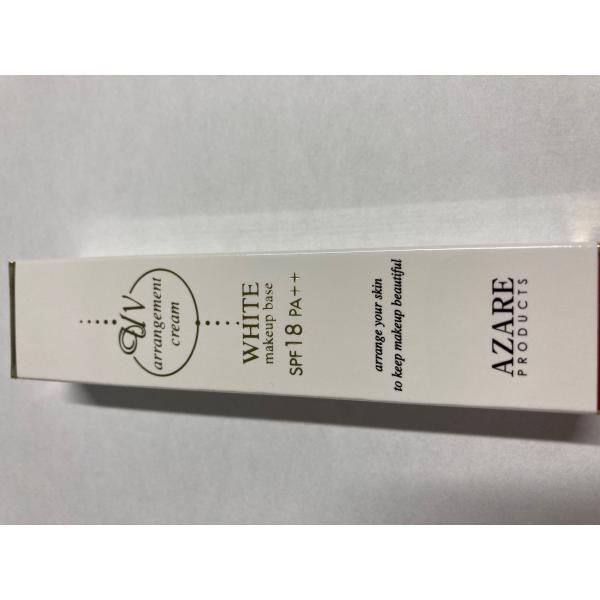 UV
arrangement
cream
WHITE
makeup base
SPF18 PA++
arrange your skin
to keep makeup beautiful
AZARE
PRODUCTS